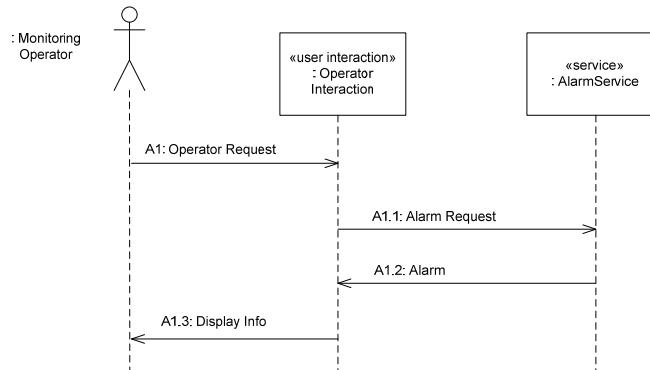 : Monitoring
Operator
«user interaction»
: Operator
Interaction
«service»
: AlarmService
A1: Operator Request
A1.1: Alarm Request
A1.2: Alarm
A1.3: Display Info